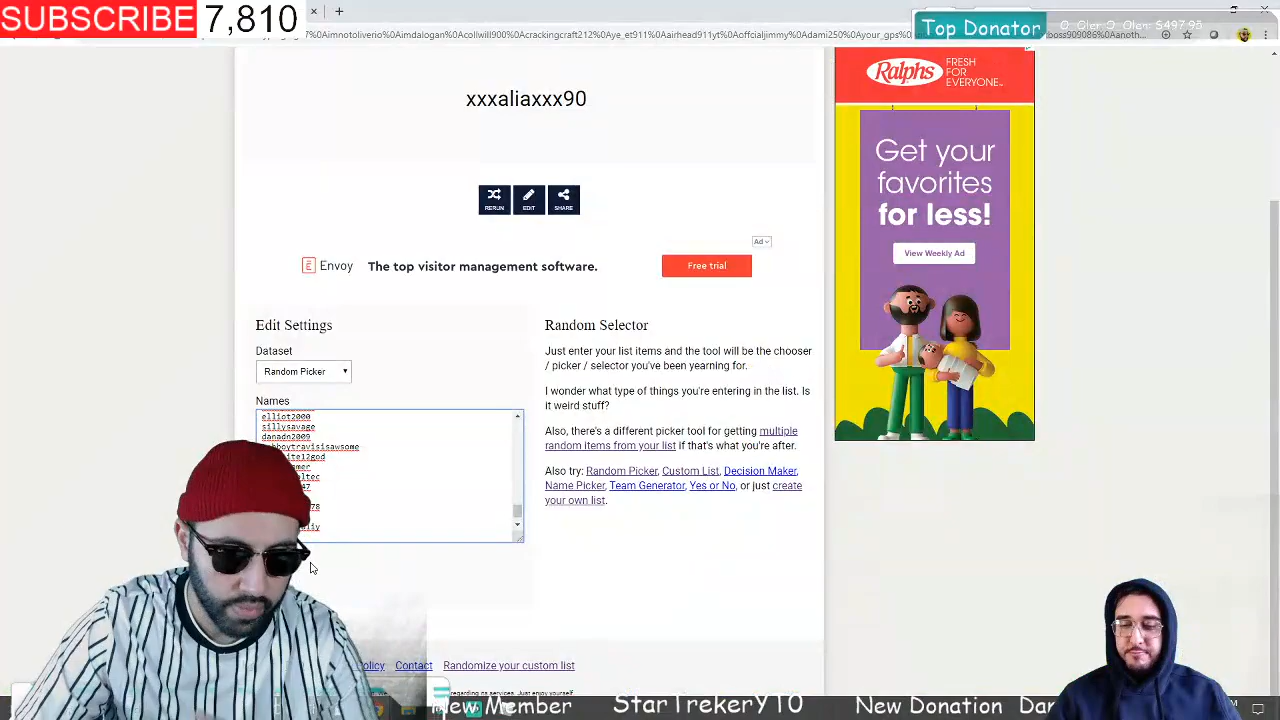 SUBSCRIBE 7,810
Top Donator
xxxaliaxxx90
RERUN EDIT SHARE
Ad
Envoy The top visitor management software. Free trial
Edit Settings
Dataset
Random Picker
Names
elliot2000
sillysavage
danadn2009
Random Selector
Just enter your list items and the tool will be the chooser
/ picker / selector you've been yearning for.
I wonder what type of things you're entering in the list. Is
it weird stuff?
Also, there's a different picker tool for getting multiple
random items from your list if that's what you're after.
Also try: Random Picker, Custom List, Decision Maker,
Name Picker, Team Generator, Yes or No, or just create
your own list.
Ralphs FRESH
FOR
EVERYONE
Get your
favorites
for less!
View Weekly Ad
Contact Randomize your custom list
Member StarTrekerYTO New Donation